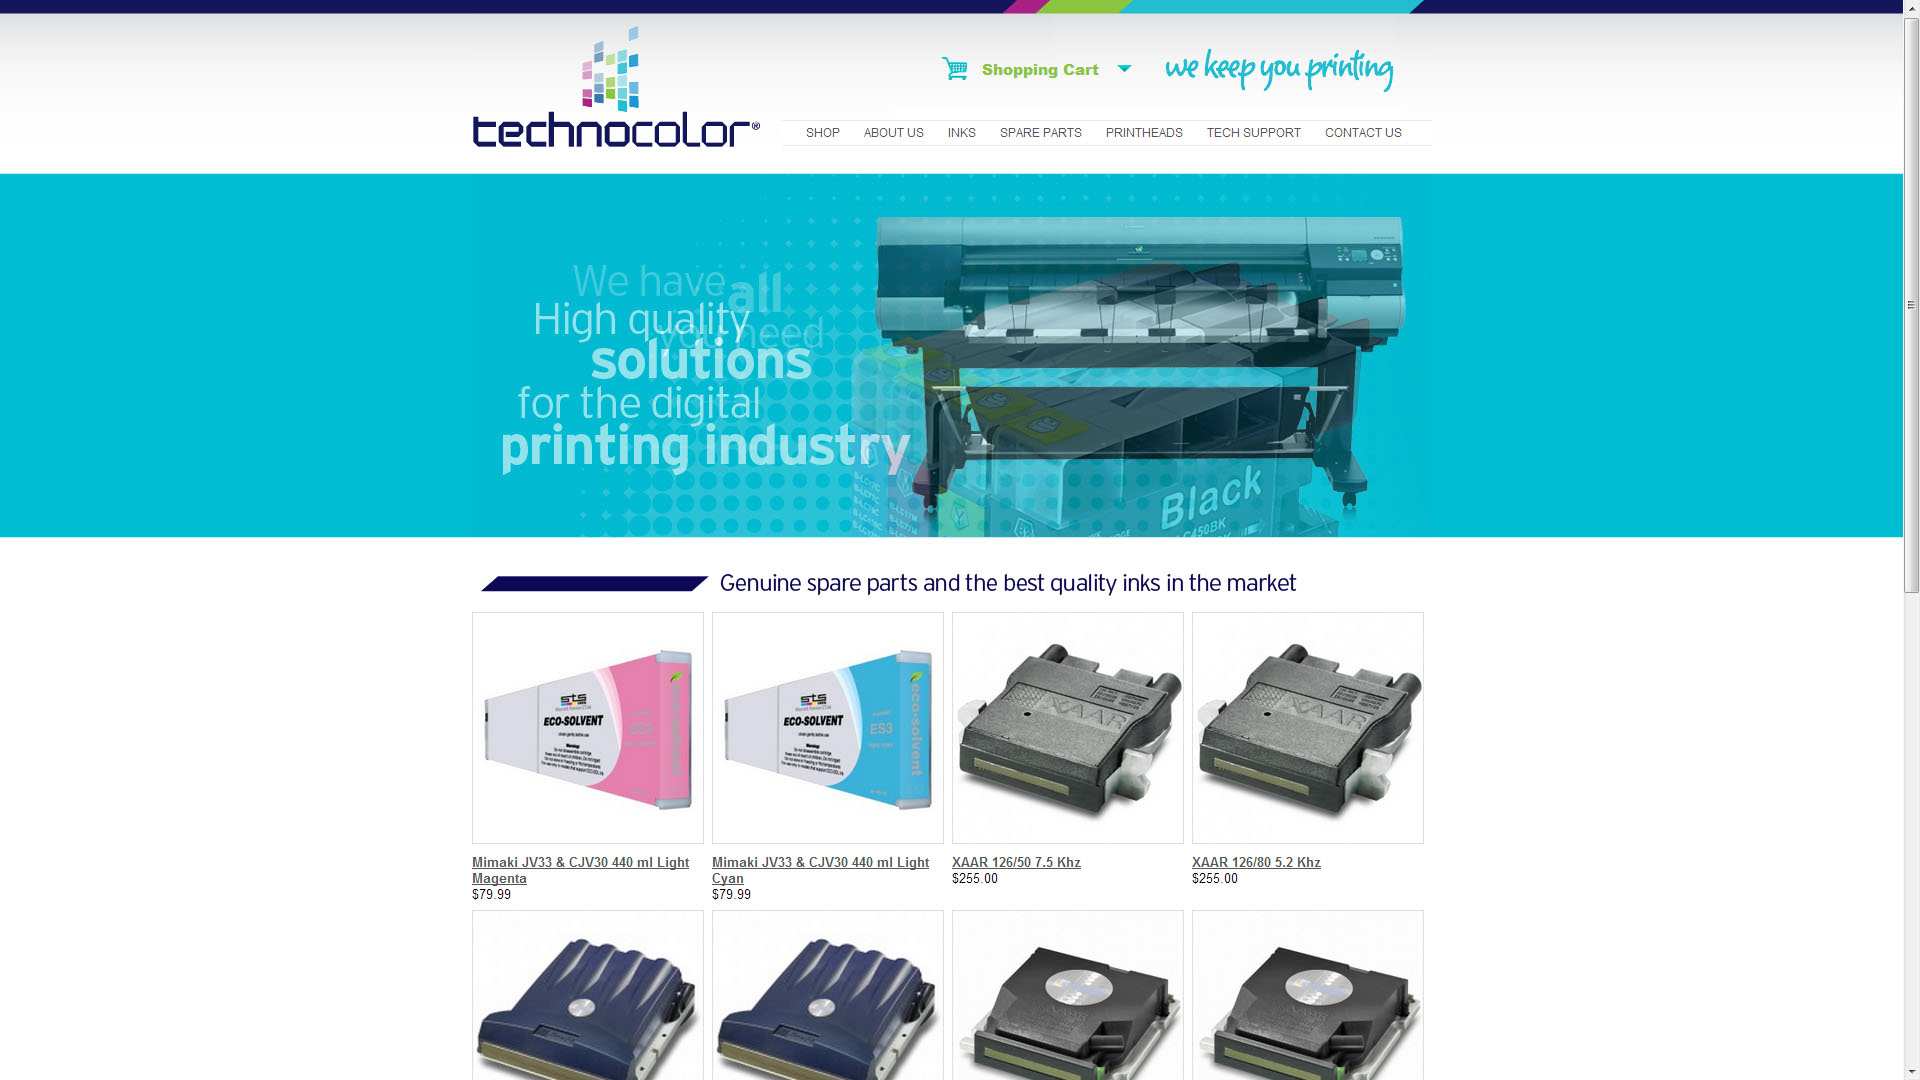 technocolor®
Shopping Cart
we keep you printing
SHOP ABOUT US INKS SPARE PARTS PRINTHEADS TECH SUPPORT CONTACT US
We have all
you need
High quality
solutions
for the digital
printing industry
Black
Genuine spare parts and the best quality inks in the market
sts
ECO-SOLVENT
Warning!
sts
ECO-SOLVENT
Warning!
ES3
eco-solvent
XAAR
XAAR
Mimaki JV33 & CJV30 440 ml Light
Magenta
$79.99
Mimaki JV33 & CJV30 440 ml Light
Cyan
$79.99
XAAR 126/50 7.5 Khz
$255.00
XAAR 126/80 5.2 Khz
$255.00